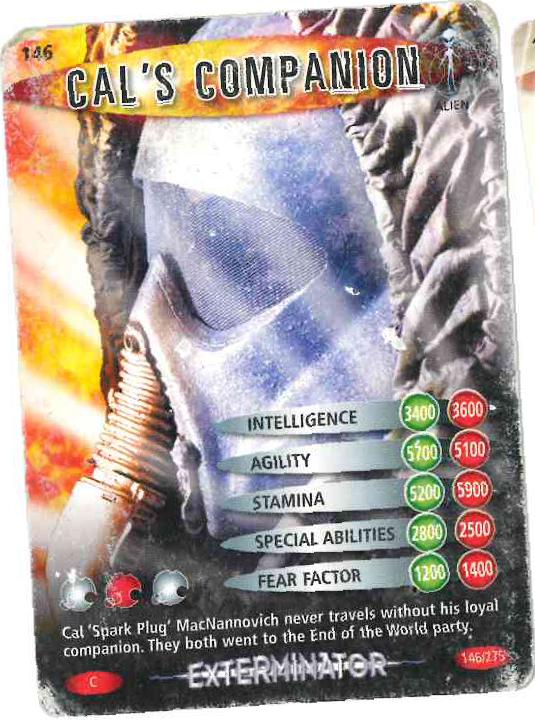 146
CAL'S COMPANION
ALIEN
INTELLIGENCE 3400 3600
AGILITY 5700 5100
STAMINA 5200 5900
SPECIAL ABILITIES 2800 2500
FEAR FACTOR 1200 1400
Cal 'Spark Plug' MacNannovich never travels without his loyal
companion. They both went to the End of the World party.
EXTERMINATOR
146/275
C